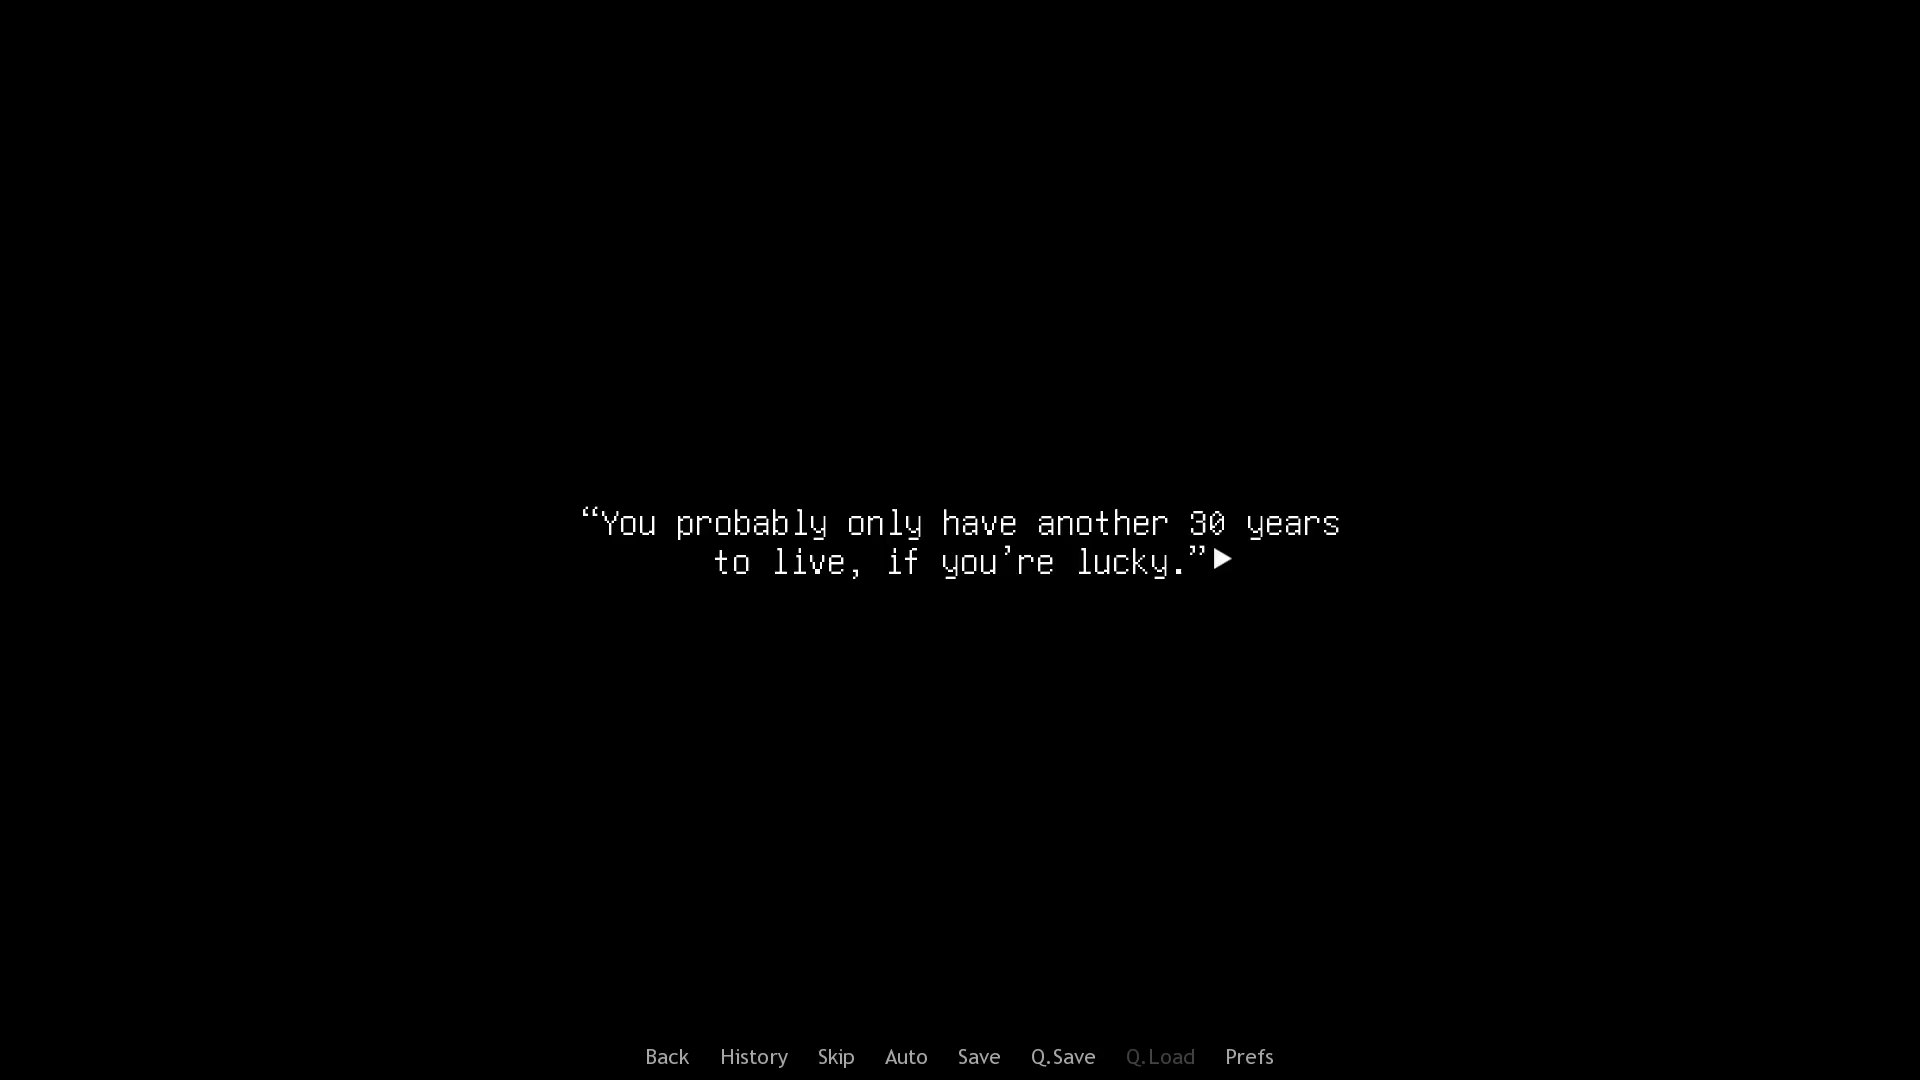 “You probably only have another 30 years
to live, if you’re lucky.”
Back History Skip Auto Save Q.Save Q.Load Prefs